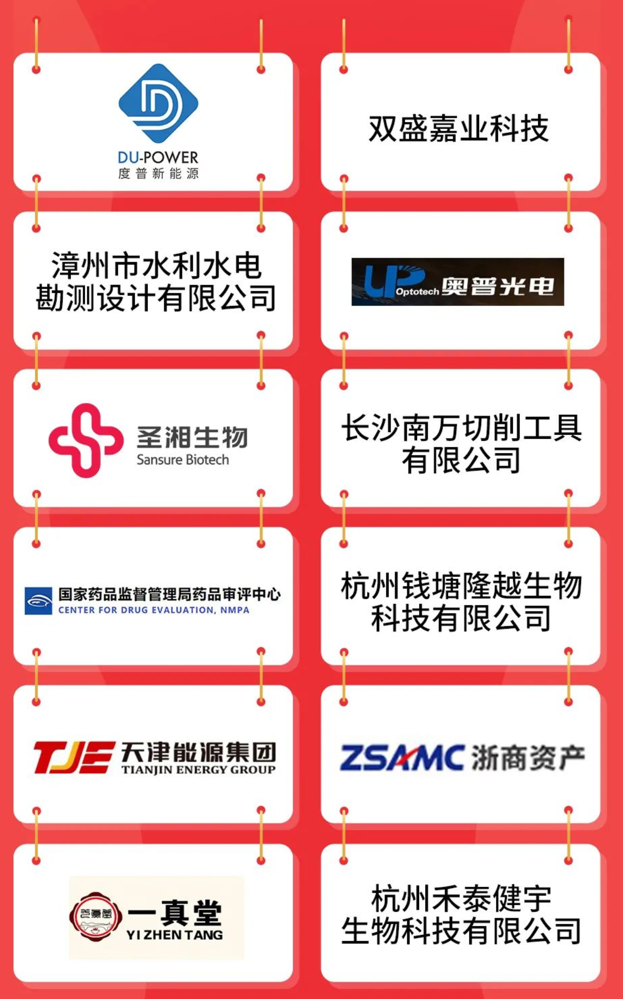 DU-POWER
度普新能源
双盛嘉业科技
漳州市水利水电
勘测设计有限公司
UP
Optotech 奥普光电
圣湘生物
Sansure Biotech
长沙南万切削工具
有限公司
国家药品监督管理局药品审评中心
CENTER FOR DRUG EVALUATION, NMPA
杭州钱塘隆越生物
科技有限公司
TJE 天津能源集团
TIANJIN ENERGY GROUP
ZSAMC 浙商资产
一真堂
YI ZHEN TANG
杭州禾泰健宇
生物科技有限公司